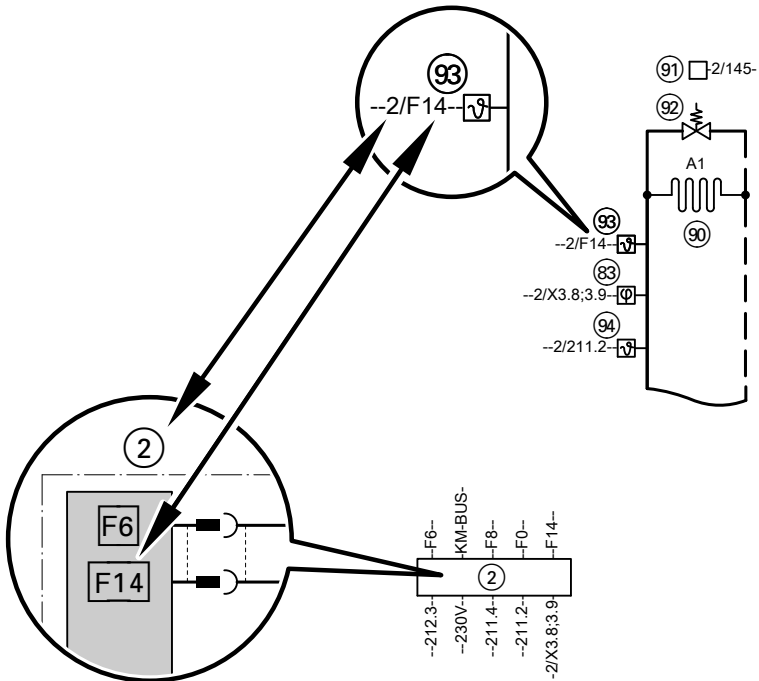 93
--2/F14--ϑ
91 -2/145-
92
A1
90
93
--2/F14--ϑ
83
--2/X3.8;3.9--φ
94
--2/211.2--ϑ
2
F6
F14
--F6--
-KM-BUS-
--F8--
--F0--
--F14--
2
--212.3--
--230V--
--211.4--
--211.2--
-2/X3.8;3.9--